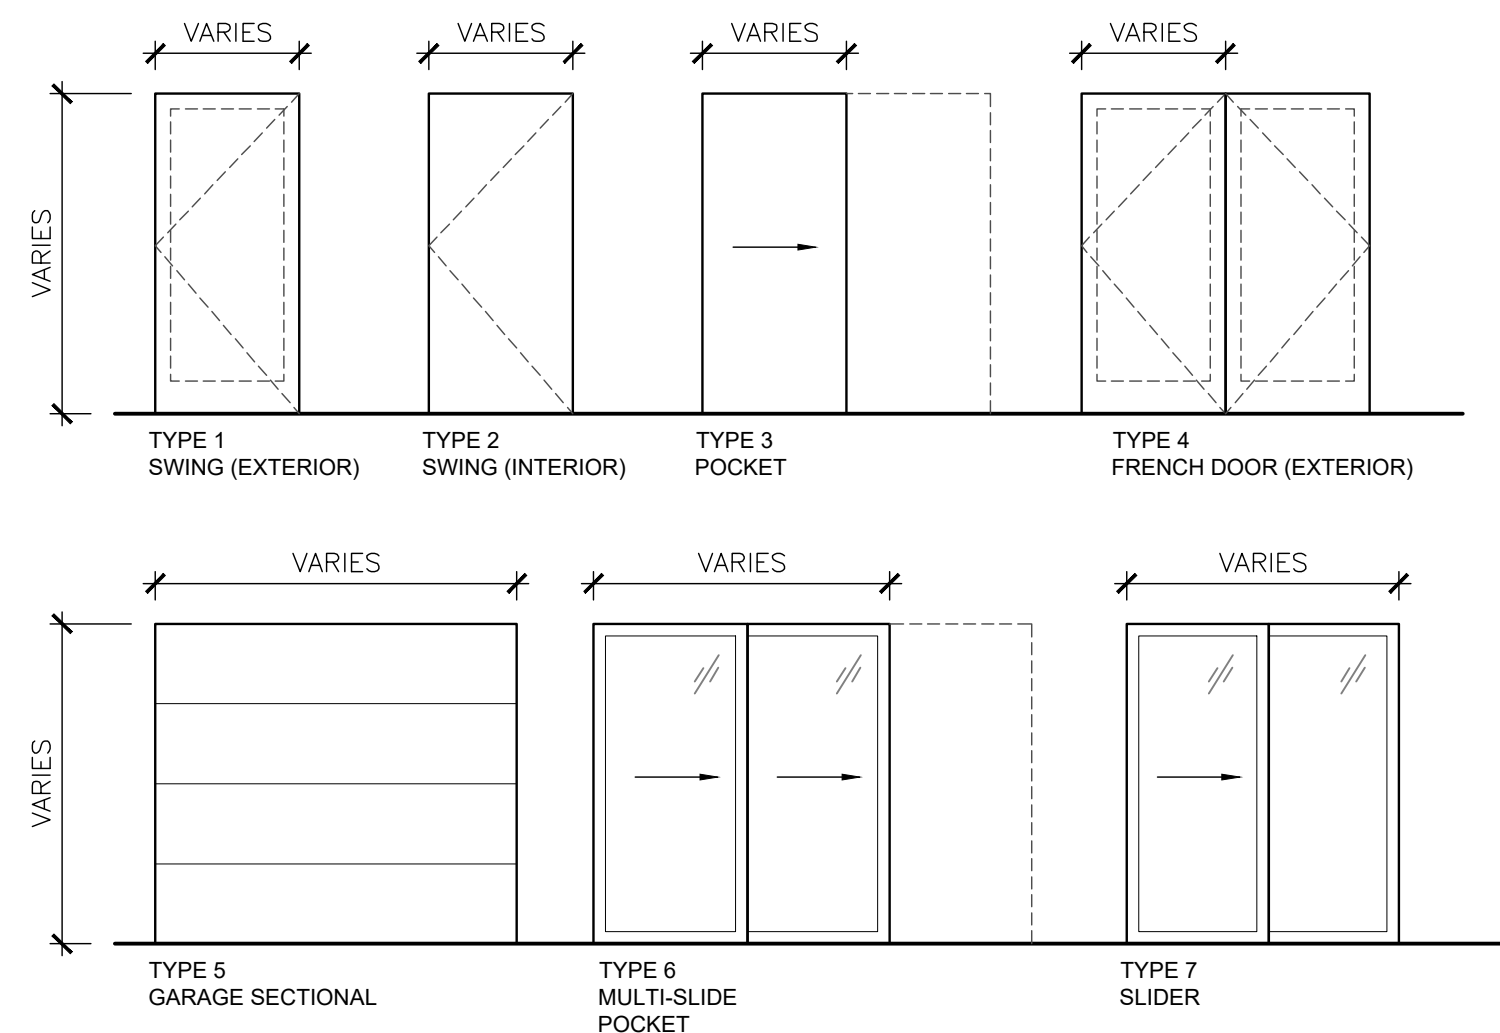 VARIES
VARIES
VARIES
VARIES
VARIES
TYPE 1
SWING (EXTERIOR)
TYPE 2
SWING (INTERIOR)
TYPE 3
POCKET
TYPE 4
FRENCH DOOR (EXTERIOR)
VARIES
VARIES
VARIES
VARIES
TYPE 5
GARAGE SECTIONAL
TYPE 6
MULTI-SLIDE
POCKET
TYPE 7
SLIDER